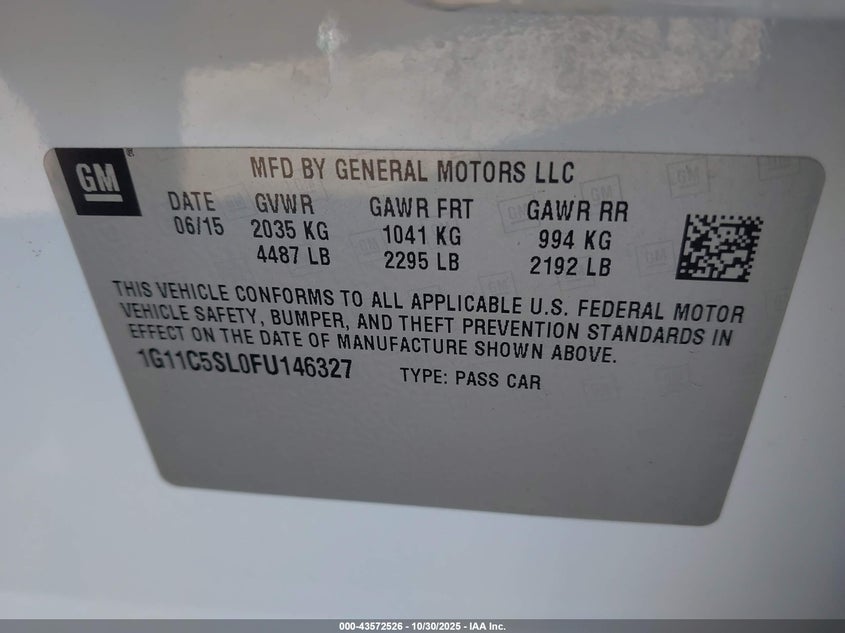 GM
MFD BY GENERAL MOTORS LLC
DATE GVWR GAWR FRT GAWR RR
06/15 2035 KG 1041 KG 994 KG
4487 LB 2295 LB 2192 LB
THIS VEHICLE CONFORMS TO ALL APPLICABLE U.S. FEDERAL MOTOR
VEHICLE SAFETY, BUMPER, AND THEFT PREVENTION STANDARDS IN
EFFECT ON THE DATE OF MANUFACTURE SHOWN ABOVE.
1G11C5SL0FU146327 TYPE: PASS CAR
000-43572526 - 10/30/2025 - IAA Inc.